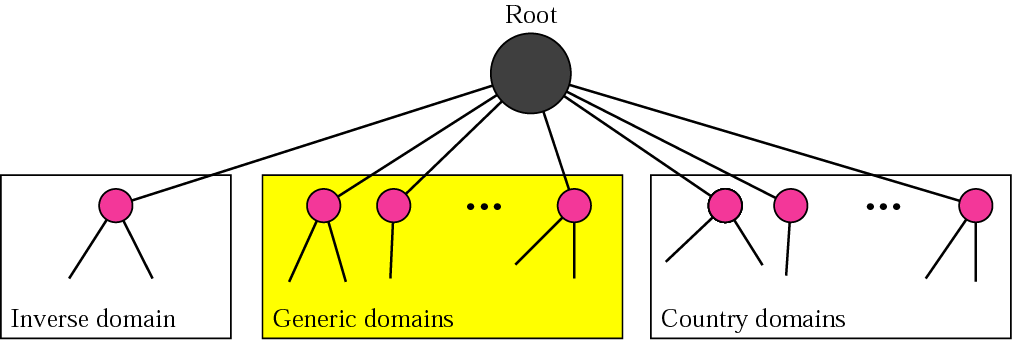 Root
...
...
Inverse domain
Generic domains
Country domains